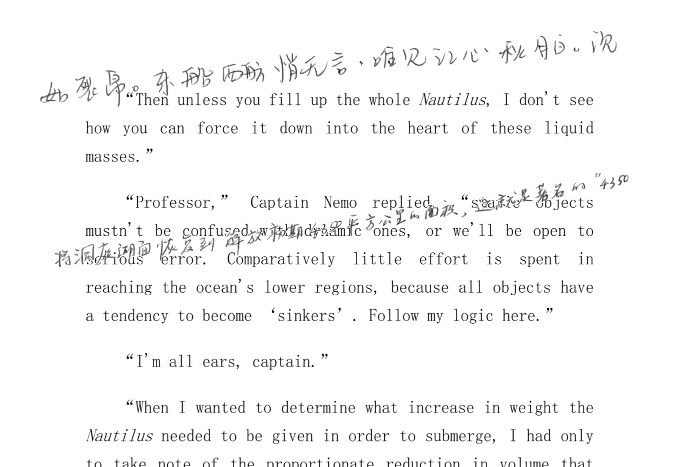 如裂帛。东船西舫悄无言，唯见江心秋月白。沉
“Then unless you fill up the whole Nautilus, I don't see
how you can force it down into the heart of these liquid
masses.”
“Professor,” Captain Nemo replied, “static objects
mustn't be confused with dynamic ones, or we'll be open to
将洞庭湖面恢复到解放初期的4350平方公里的面积，这就是著名的“4350
serious error. Comparatively little effort is spent in
reaching the ocean's lower regions, because all objects have
a tendency to become ‘sinkers’. Follow my logic here.”
“I'm all ears, captain.”
“When I wanted to determine what increase in weight the
Nautilus needed to be given in order to submerge, I had only
to take note of the proportionate reduction in volume that